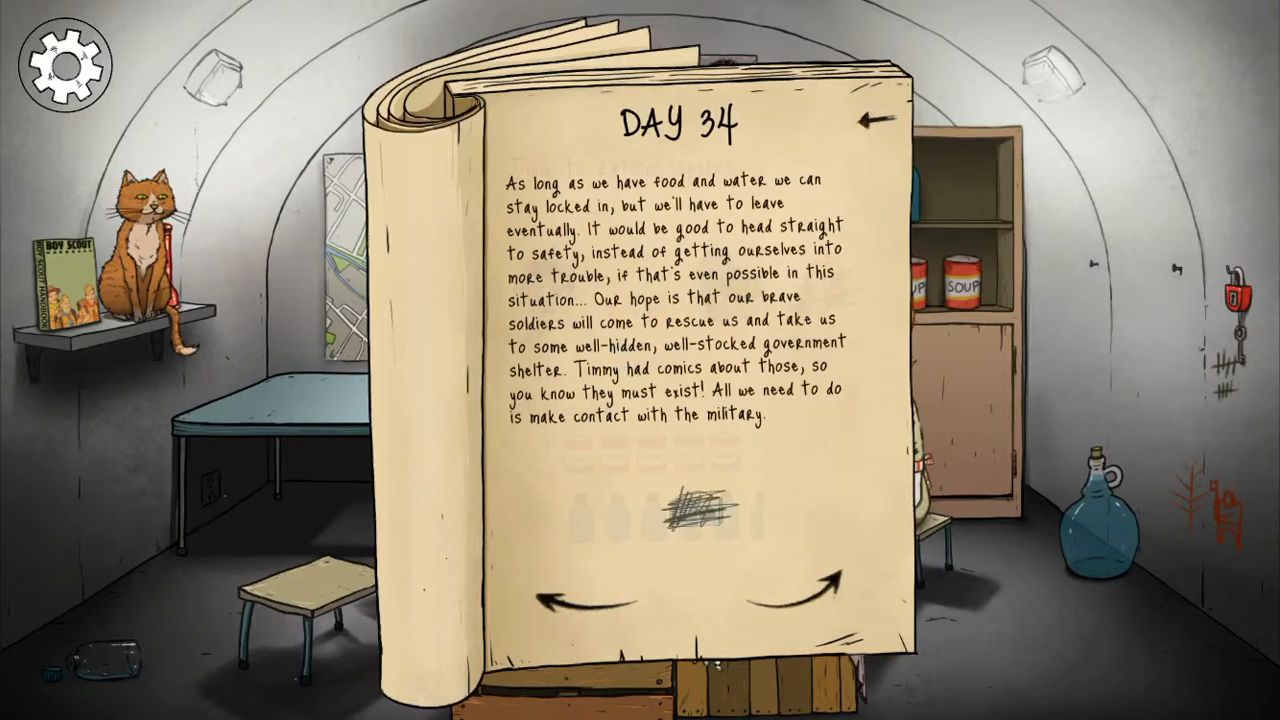 DAY 34
As long as we have food and water we can
stay locked in, but we'll have to leave
eventually. It would be good to head straight
to safety, instead of getting ourselves into
more trouble, if that's even possible in this
situation... Our hope is that our brave
soldiers will come to rescue us and take us
to some well-hidden, well-stocked government
shelter. Timmy had comics about those, so
you know they must exist! All we need to do
is make contact with the military.
BOY SCOUT
BOY SCOUT HANDBOOK
UP
SOUP